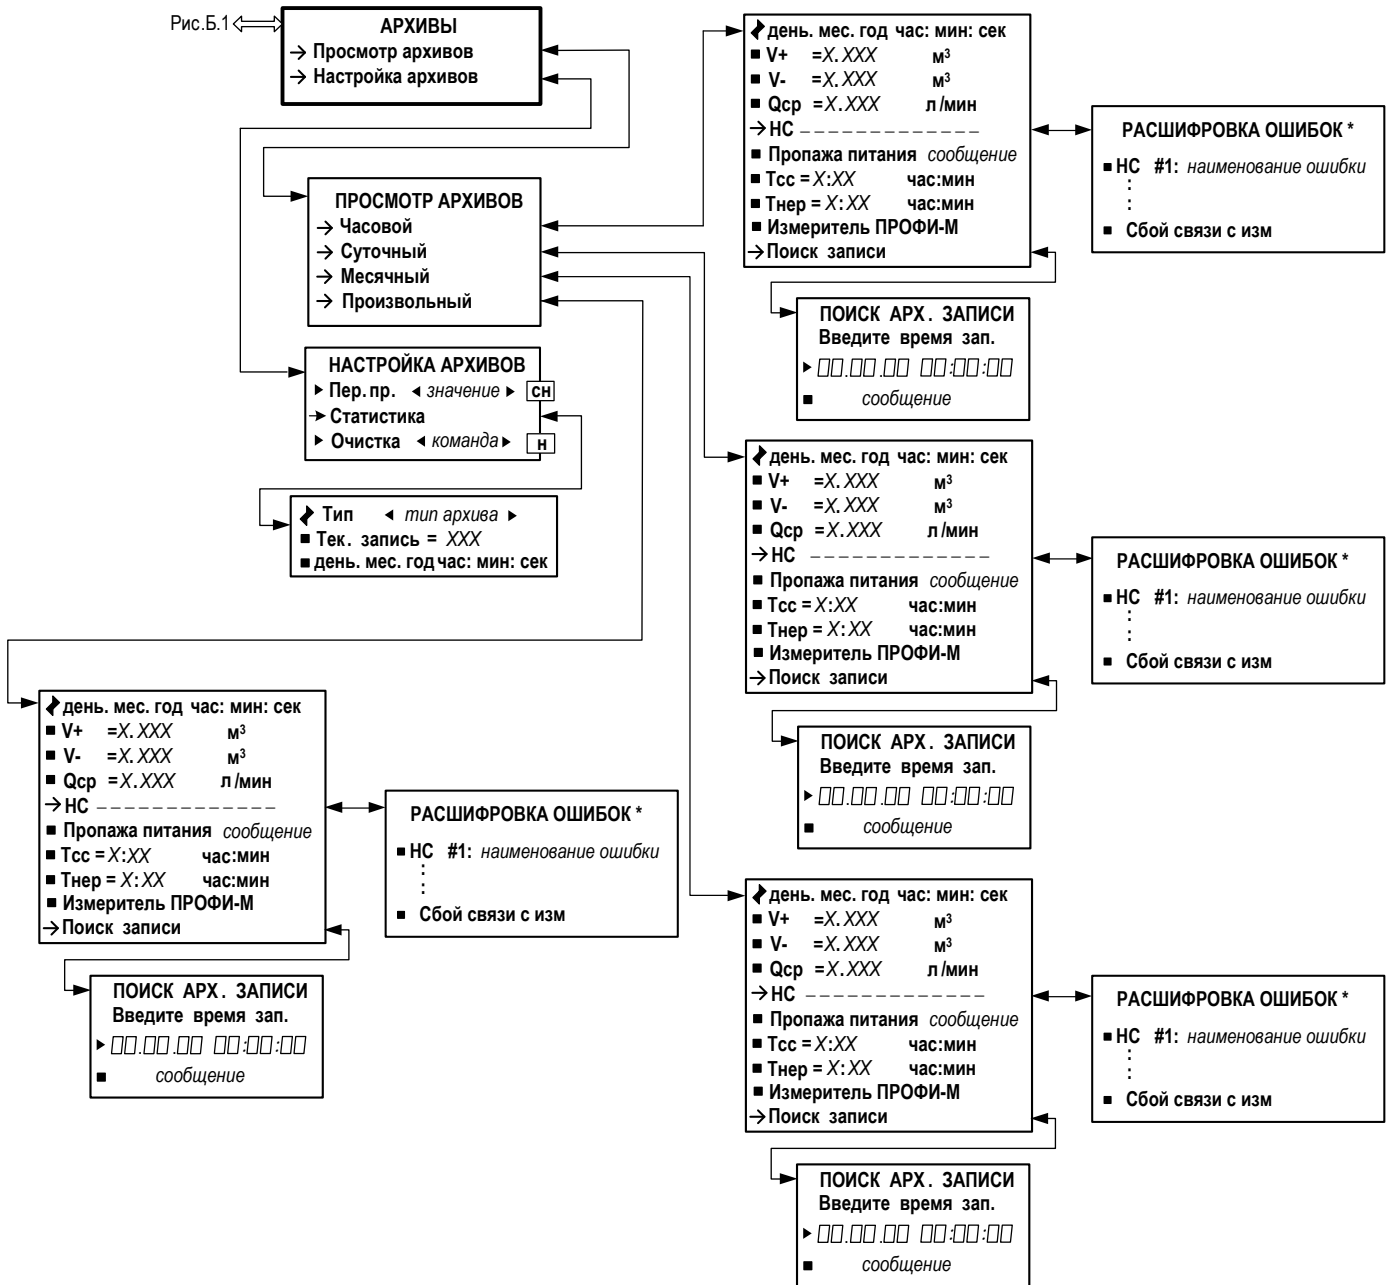 Рис.Б.1
АРХИВЫ
→ Просмотр архивов
→ Настройка архивов
ПРОСМОТР АРХИВОВ
→ Часовой
→ Суточный
→ Месячный
→ Произвольный
НАСТРОЙКА АРХИВОВ
Пер. пр. ◂ значение ▸ СН
Статистика
Очистка ◂ команда ▸ Н
Тип ◂ тип архива ▸
Тек. запись = XXX
день. мес. год час: мин: сек
день. мес. год час: мин: сек
V+ =X.XXX м³
V- =X.XXX м³
Qср =X.XXX л/мин
→ НС _ _ _ _ _ _ _ _ _ _ _ _ _
Пропажа питания сообщение
Тсс = X:XX час:мин
Тнер = X:XX час:мин
Измеритель ПРОФИ-М
→ Поиск записи
РАСШИФРОВКА ОШИБОК *
НС #1: наименование ошибки
Сбой связи с изм
ПОИСК АРХ. ЗАПИСИ
Введите время зап.
▸ 00.00.00 00:00:00
сообщение
день. мес. год час: мин: сек
V+ =X.XXX м³
V- =X.XXX м³
Qср =X.XXX л/мин
→ НС _ _ _ _ _ _ _ _ _ _ _ _ _
Пропажа питания сообщение
Тсс = X:XX час:мин
Тнер = X:XX час:мин
Измеритель ПРОФИ-М
→ Поиск записи
РАСШИФРОВКА ОШИБОК *
НС #1: наименование ошибки
Сбой связи с изм
ПОИСК АРХ. ЗАПИСИ
Введите время зап.
▸ 00.00.00 00:00:00
сообщение
день. мес. год час: мин: сек
V+ =X.XXX м³
V- =X.XXX м³
Qср =X.XXX л/мин
→ НС _ _ _ _ _ _ _ _ _ _ _ _ _
Пропажа питания сообщение
Тсс = X:XX час:мин
Тнер = X:XX час:мин
Измеритель ПРОФИ-М
→ Поиск записи
РАСШИФРОВКА ОШИБОК *
НС #1: наименование ошибки
Сбой связи с изм
ПОИСК АРХ. ЗАПИСИ
Введите время зап.
▸ 00.00.00 00:00:00
сообщение
день. мес. год час: мин: сек
V+ =X.XXX м³
V- =X.XXX м³
Qср =X.XXX л/мин
→ НС _ _ _ _ _ _ _ _ _ _ _ _ _
Пропажа питания сообщение
Тсс = X:XX час:мин
Тнер = X:XX час:мин
Измеритель ПРОФИ-М
→ Поиск записи
РАСШИФРОВКА ОШИБОК *
НС #1: наименование ошибки
Сбой связи с изм
ПОИСК АРХ. ЗАПИСИ
Введите время зап.
▸ 00.00.00 00:00:00
сообщение